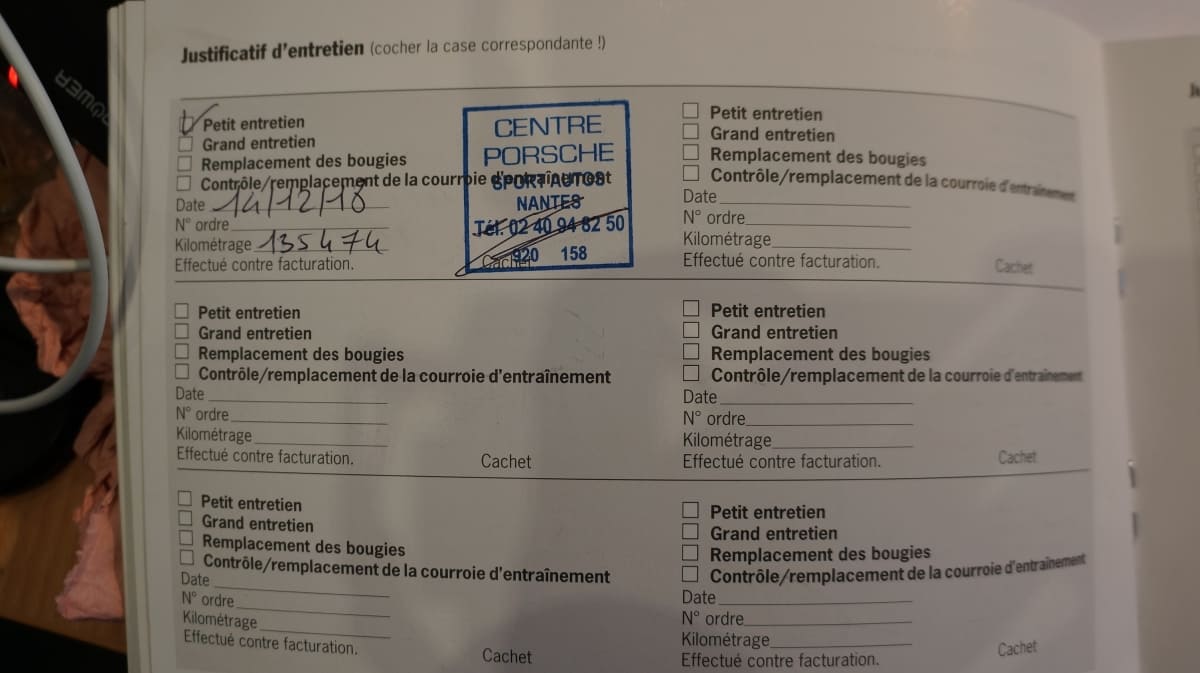 Justificatif d'entretien (cocher la case correspondante !)
Petit entretien
Grand entretien
Remplacement des bougies
Contrôle/remplacement de la courroie d'entraînement
Date 14/12/18
N° ordre
Kilométrage 135474
Effectué contre facturation.
Cachet
CENTRE
PORSCHE
SPORT AUTOS
NANTES
Tél. 02 40 94 82 50
920 158
Petit entretien
Grand entretien
Remplacement des bougies
Contrôle/remplacement de la courroie d'entraînement
Date
N° ordre
Kilométrage
Effectué contre facturation.
Cachet
Petit entretien
Grand entretien
Remplacement des bougies
Contrôle/remplacement de la courroie d'entraînement
Date
N° ordre
Kilométrage
Effectué contre facturation.
Cachet
Petit entretien
Grand entretien
Remplacement des bougies
Contrôle/remplacement de la courroie d'entraînement
Date
N° ordre
Kilométrage
Effectué contre facturation.
Cachet
Petit entretien
Grand entretien
Remplacement des bougies
Contrôle/remplacement de la courroie d'entraînement
Date
N° ordre
Kilométrage
Effectué contre facturation.
Cachet
Petit entretien
Grand entretien
Remplacement des bougies
Contrôle/remplacement de la courroie d'entraînement
Date
N° ordre
Kilométrage
Effectué contre facturation.
Cachet